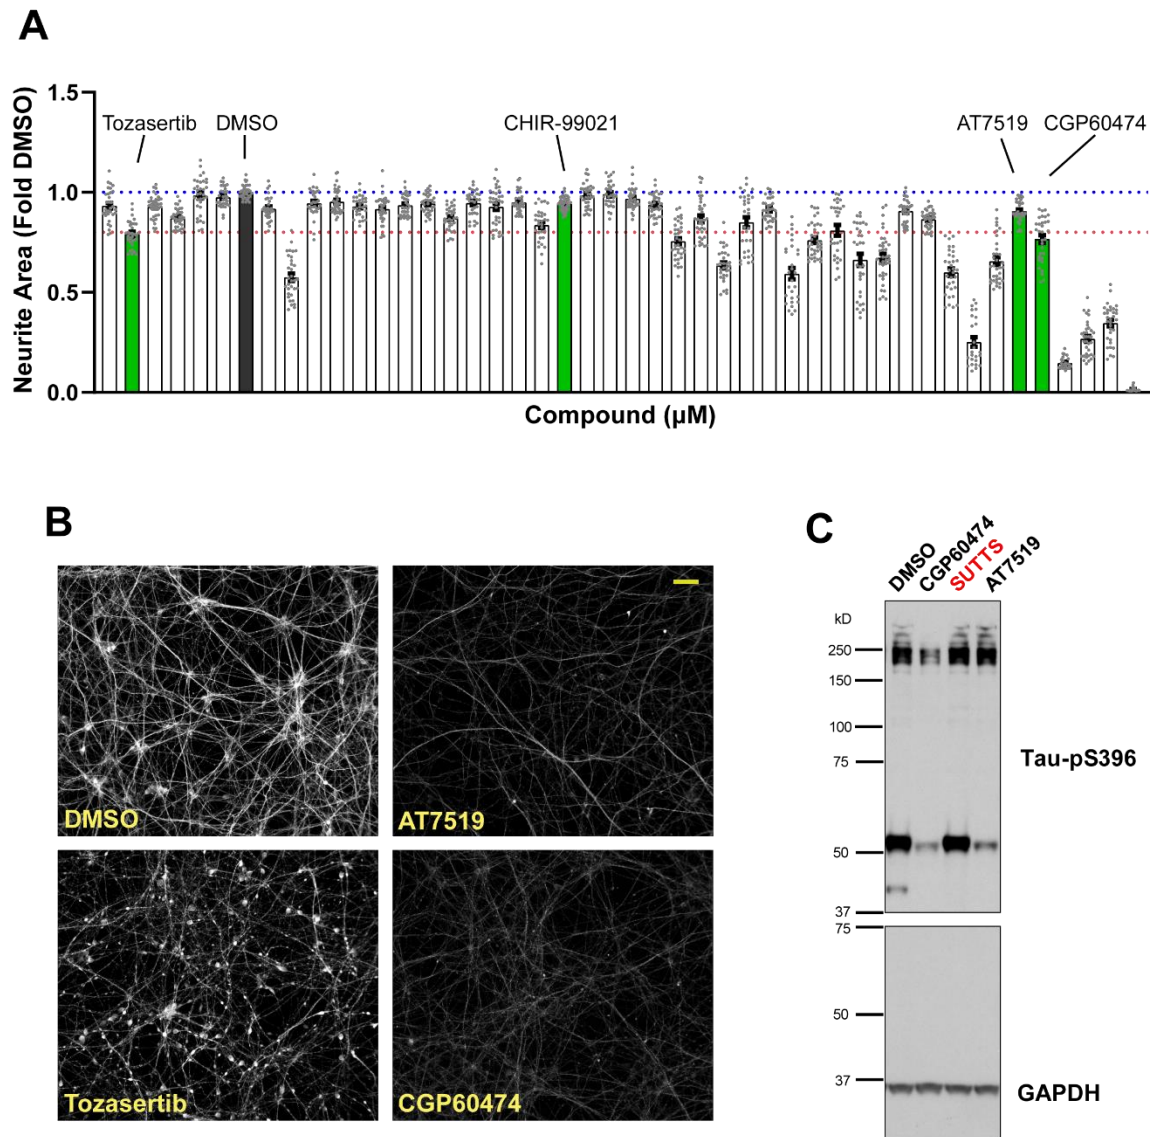 A
Neurite Area (Fold DMSO)
1.5
1.0
0.5
0.0
Tozasertib
DMSO
CHIR-99021
AT7519
CGP60474
Compound (µM)
B
DMSO
AT7519
Tozasertib
CGP60474
C
DMSO
CGP60474
SUTTS
AT7519
kD
250
150
100
75
50
37
Tau-pS396
75
50
37
GAPDH